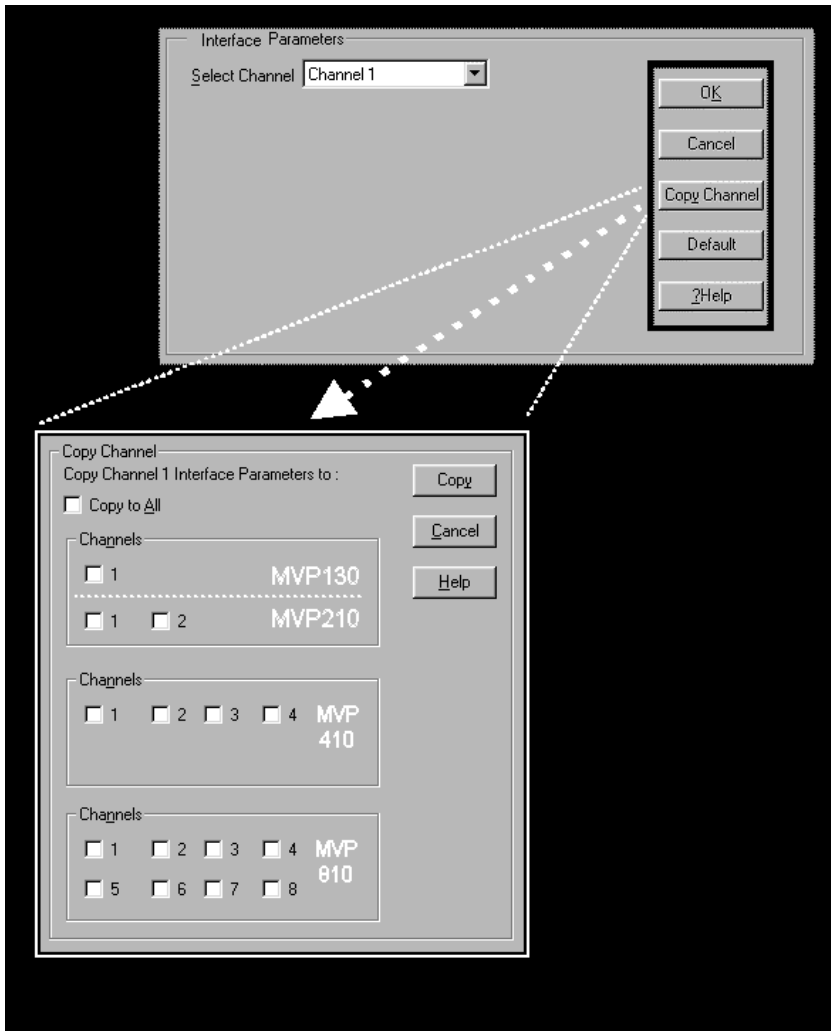 Interface Parameters
Select Channel Channel 1
OK
Cancel
Copy Channel
Default
?Help
Copy Channel
Copy Channel 1 Interface Parameters to :
Copy to All
Copy
Cancel
Help
Channels
1 MVP130
1 2 MVP210
Channels
1 2 3 4 MVP
410
Channels
1 2 3 4 MVP
810
5 6 7 8